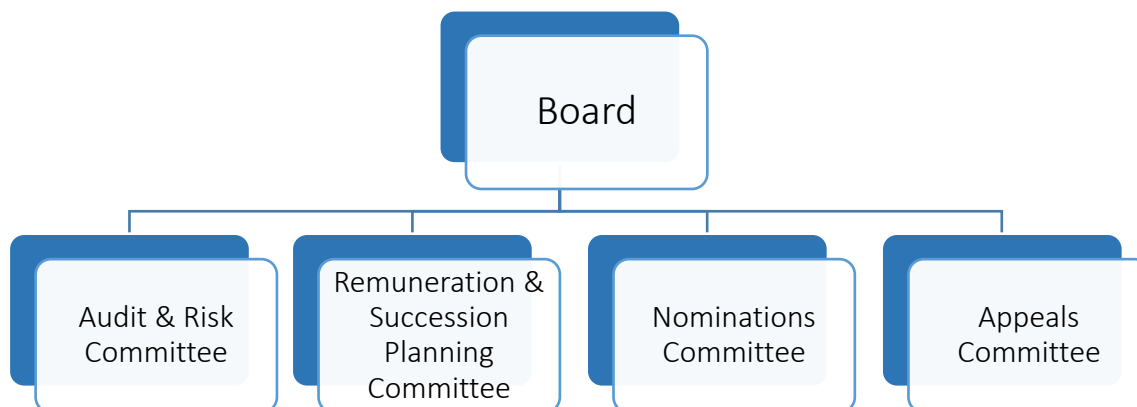 Board
Audit & Risk
Committee
Remuneration &
Succession
Planning
Committee
Nominations
Committee
Appeals
Committee